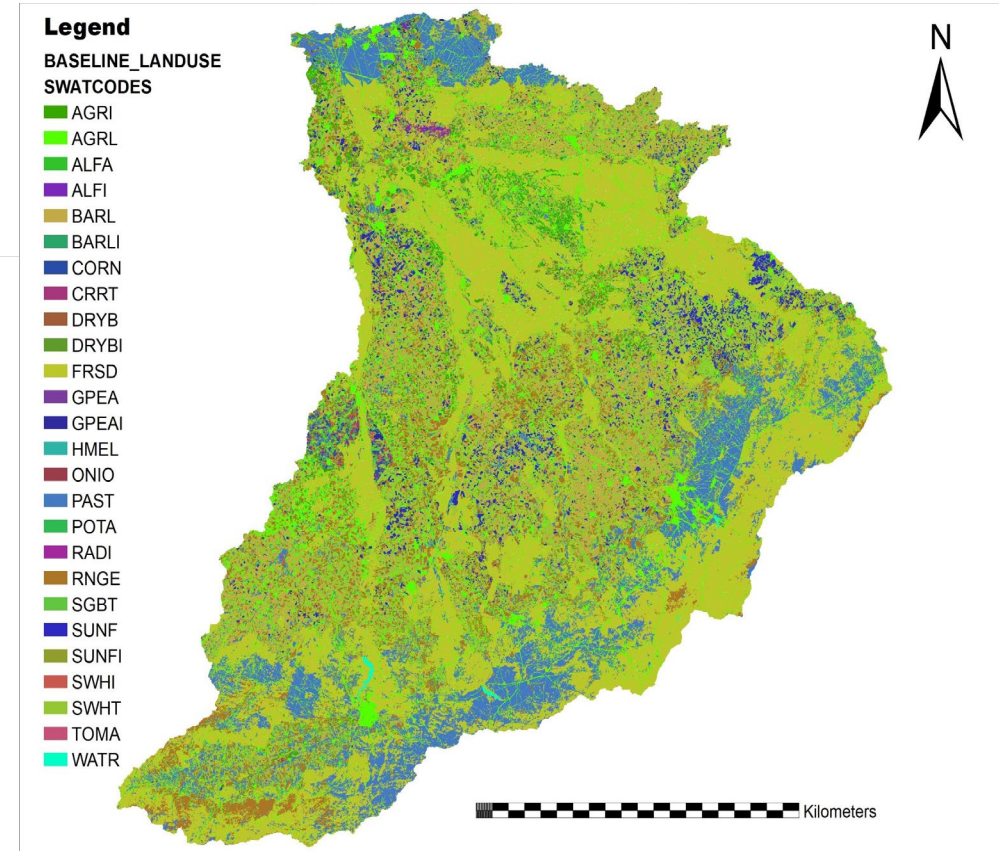 Legend
BASELINE_LANDUSE
SWATCODES
AGRI
AGRL
ALFA
ALFI
BARL
BARLI
CORN
CRRT
DRYB
DRYBI
FRSD
GPEA
GPEAI
HMEL
ONIO
PAST
POTA
RADI
RNGE
SGBT
SUNF
SUNFI
SWHI
SWHT
TOMA
WATR
N
Kilometers